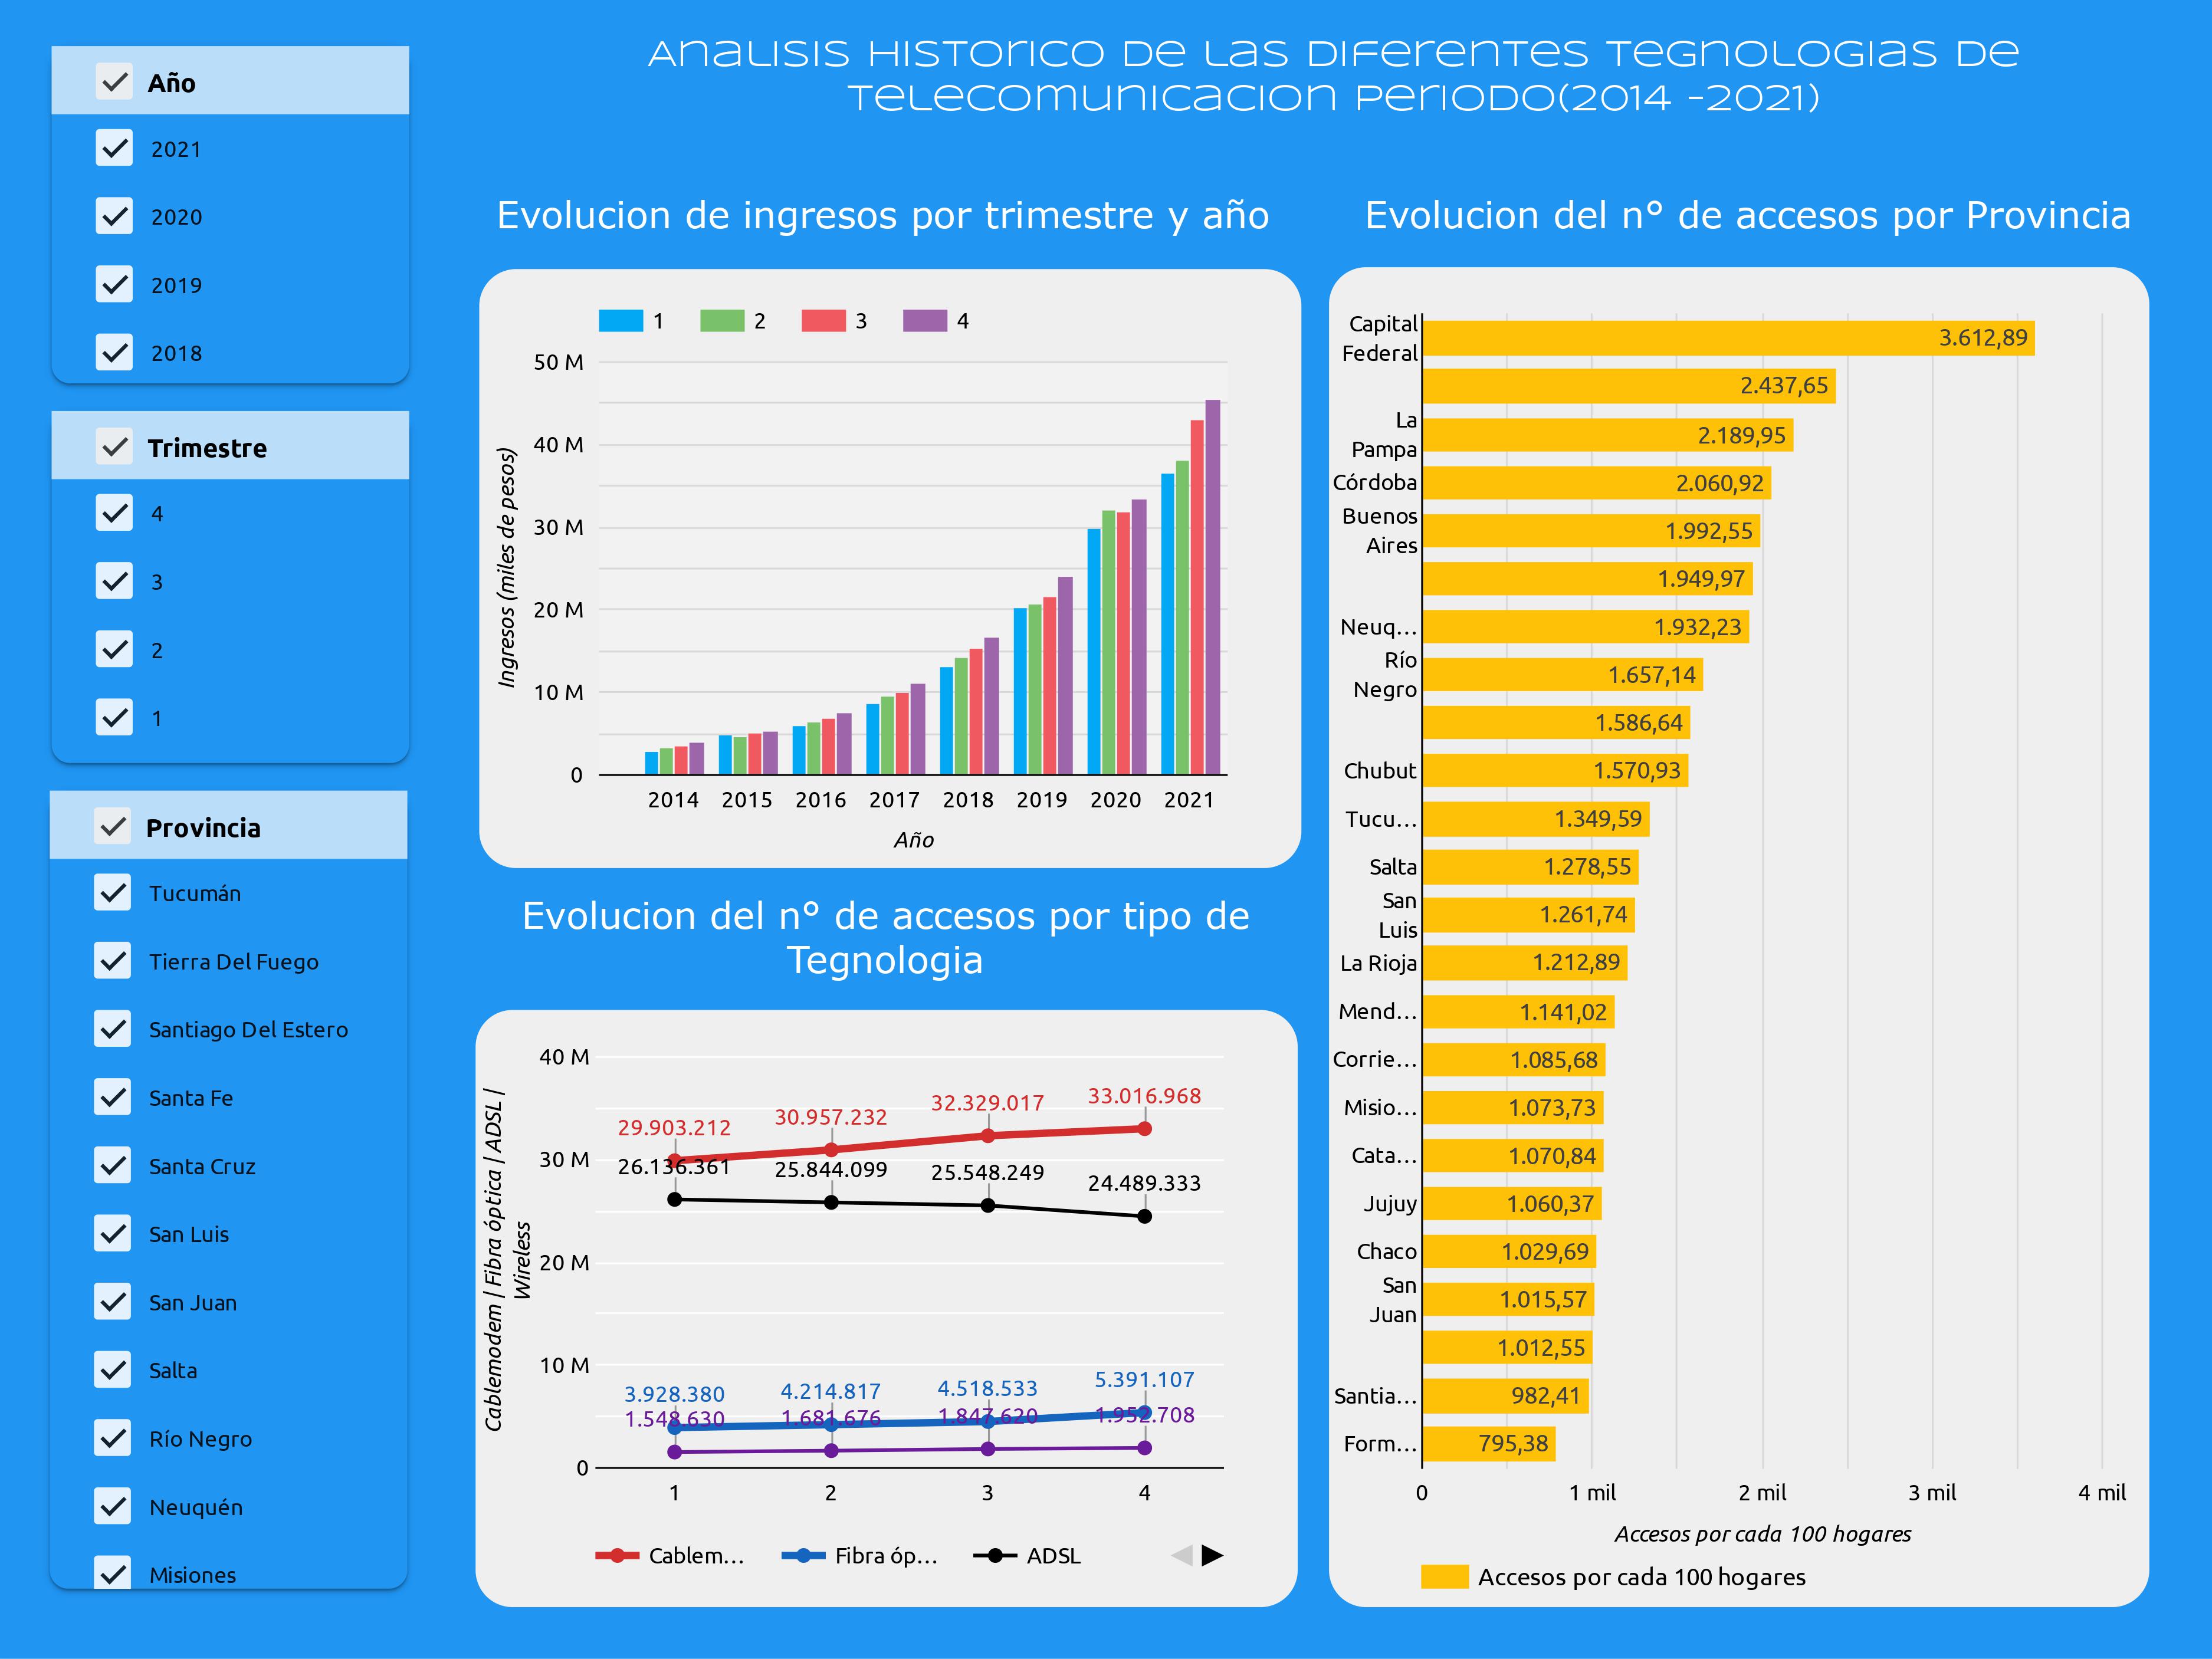 Analisis Historico de las diferentes tegnologias de
Telecomunicacion periodo(2014 -2021)
Año
2021
2020
2019
2018
Trimestre
4
3
2
1
Provincia
Tucumán
Tierra Del Fuego
Santiago Del Estero
Santa Fe
Santa Cruz
San Luis
San Juan
Salta
Río Negro
Neuquén
Misiones
Evolucion de ingresos por trimestre y año
1 2 3 4
Ingresos (miles de pesos)
50 M
40 M
30 M
20 M
10 M
0
2014 2015 2016 2017 2018 2019 2020 2021
Año
Evolucion del n° de accesos por tipo de
Tegnologia
Cablemodem | Fibra óptica | ADSL |
Wireless
40 M
30 M
20 M
10 M
0
29.903.212 30.957.232 32.329.017 33.016.968
26.136.361 25.844.099 25.548.249 24.489.333
3.928.380 4.214.817 4.518.533 5.391.107
1.548.630 1.681.676 1.847.620 1.952.708
1 2 3 4
Cablem… Fibra óp… ADSL
Evolucion del n° de accesos por Provincia
Capital
Federal
3.612,89
2.437,65
La
Pampa
2.189,95
Córdoba 2.060,92
Buenos
Aires
1.992,55
1.949,97
Neuq… 1.932,23
Río
Negro
1.657,14
1.586,64
Chubut 1.570,93
Tucu… 1.349,59
Salta 1.278,55
San
Luis
1.261,74
La Rioja 1.212,89
Mend… 1.141,02
Corrie… 1.085,68
Misio… 1.073,73
Cata… 1.070,84
Jujuy 1.060,37
Chaco 1.029,69
San
Juan
1.015,57
1.012,55
Santia… 982,41
Form… 795,38
0 1 mil 2 mil 3 mil 4 mil
Accesos por cada 100 hogares
Accesos por cada 100 hogares